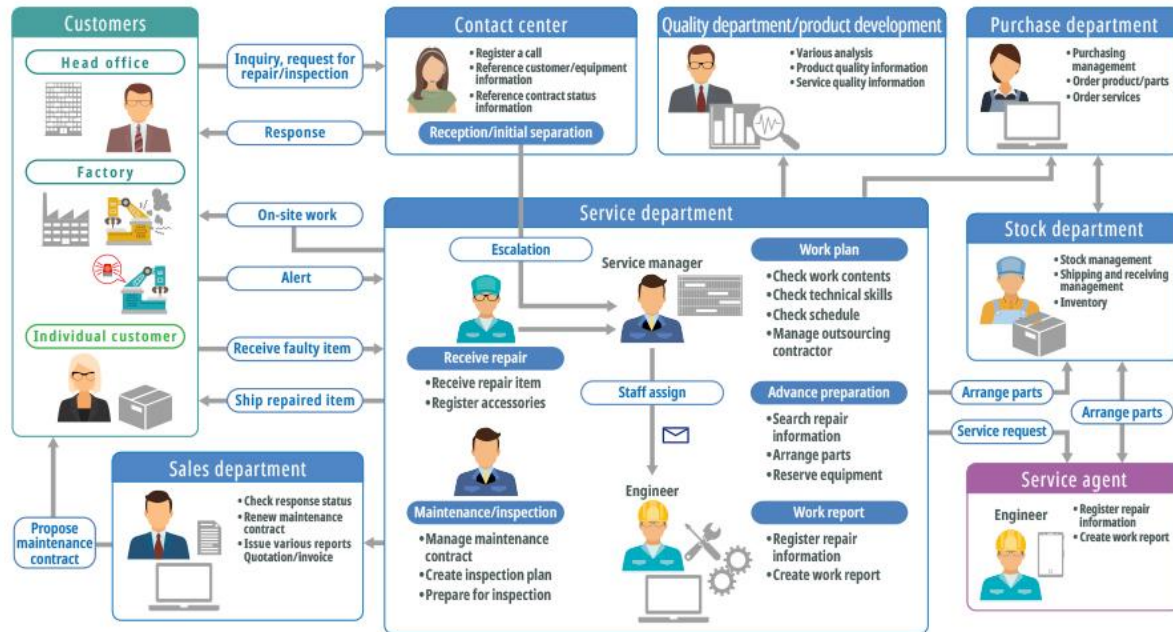 Customers
Head office
Factory
Individual customer
Inquiry, request for
repair/inspection
Response
On-site work
Alert
Receive faulty item
Ship repaired item
Contact center
• Register a call
• Reference customer/equipment
information
• Reference contract status
information
Reception/initial separation
Quality department/product development
• Various analysis
• Product quality information
• Service quality information
Purchase department
• Purchasing
management
• Order product/parts
• Order services
Service department
Escalation
Service manager
Receive repair
• Receive repair item
• Register accessories
Staff assign
Maintenance/inspection
• Manage maintenance
contract
• Create inspection plan
• Prepare for inspection
Engineer
Work plan
• Check work contents
• Check technical skills
• Check schedule
• Manage outsourcing
contractor
Advance preparation
• Search repair
information
• Arrange parts
• Reserve equipment
Work report
• Register repair
information
• Create work report
Stock department
• Stock management
• Shipping and receiving
management
• Inventory
Arrange parts
Arrange parts
Service request
Service agent
Engineer
• Register repair
information
• Create work report
Sales department
• Check response status
• Renew maintenance
contract
• Issue various reports
Quotation/invoice
Propose
maintenance
contract